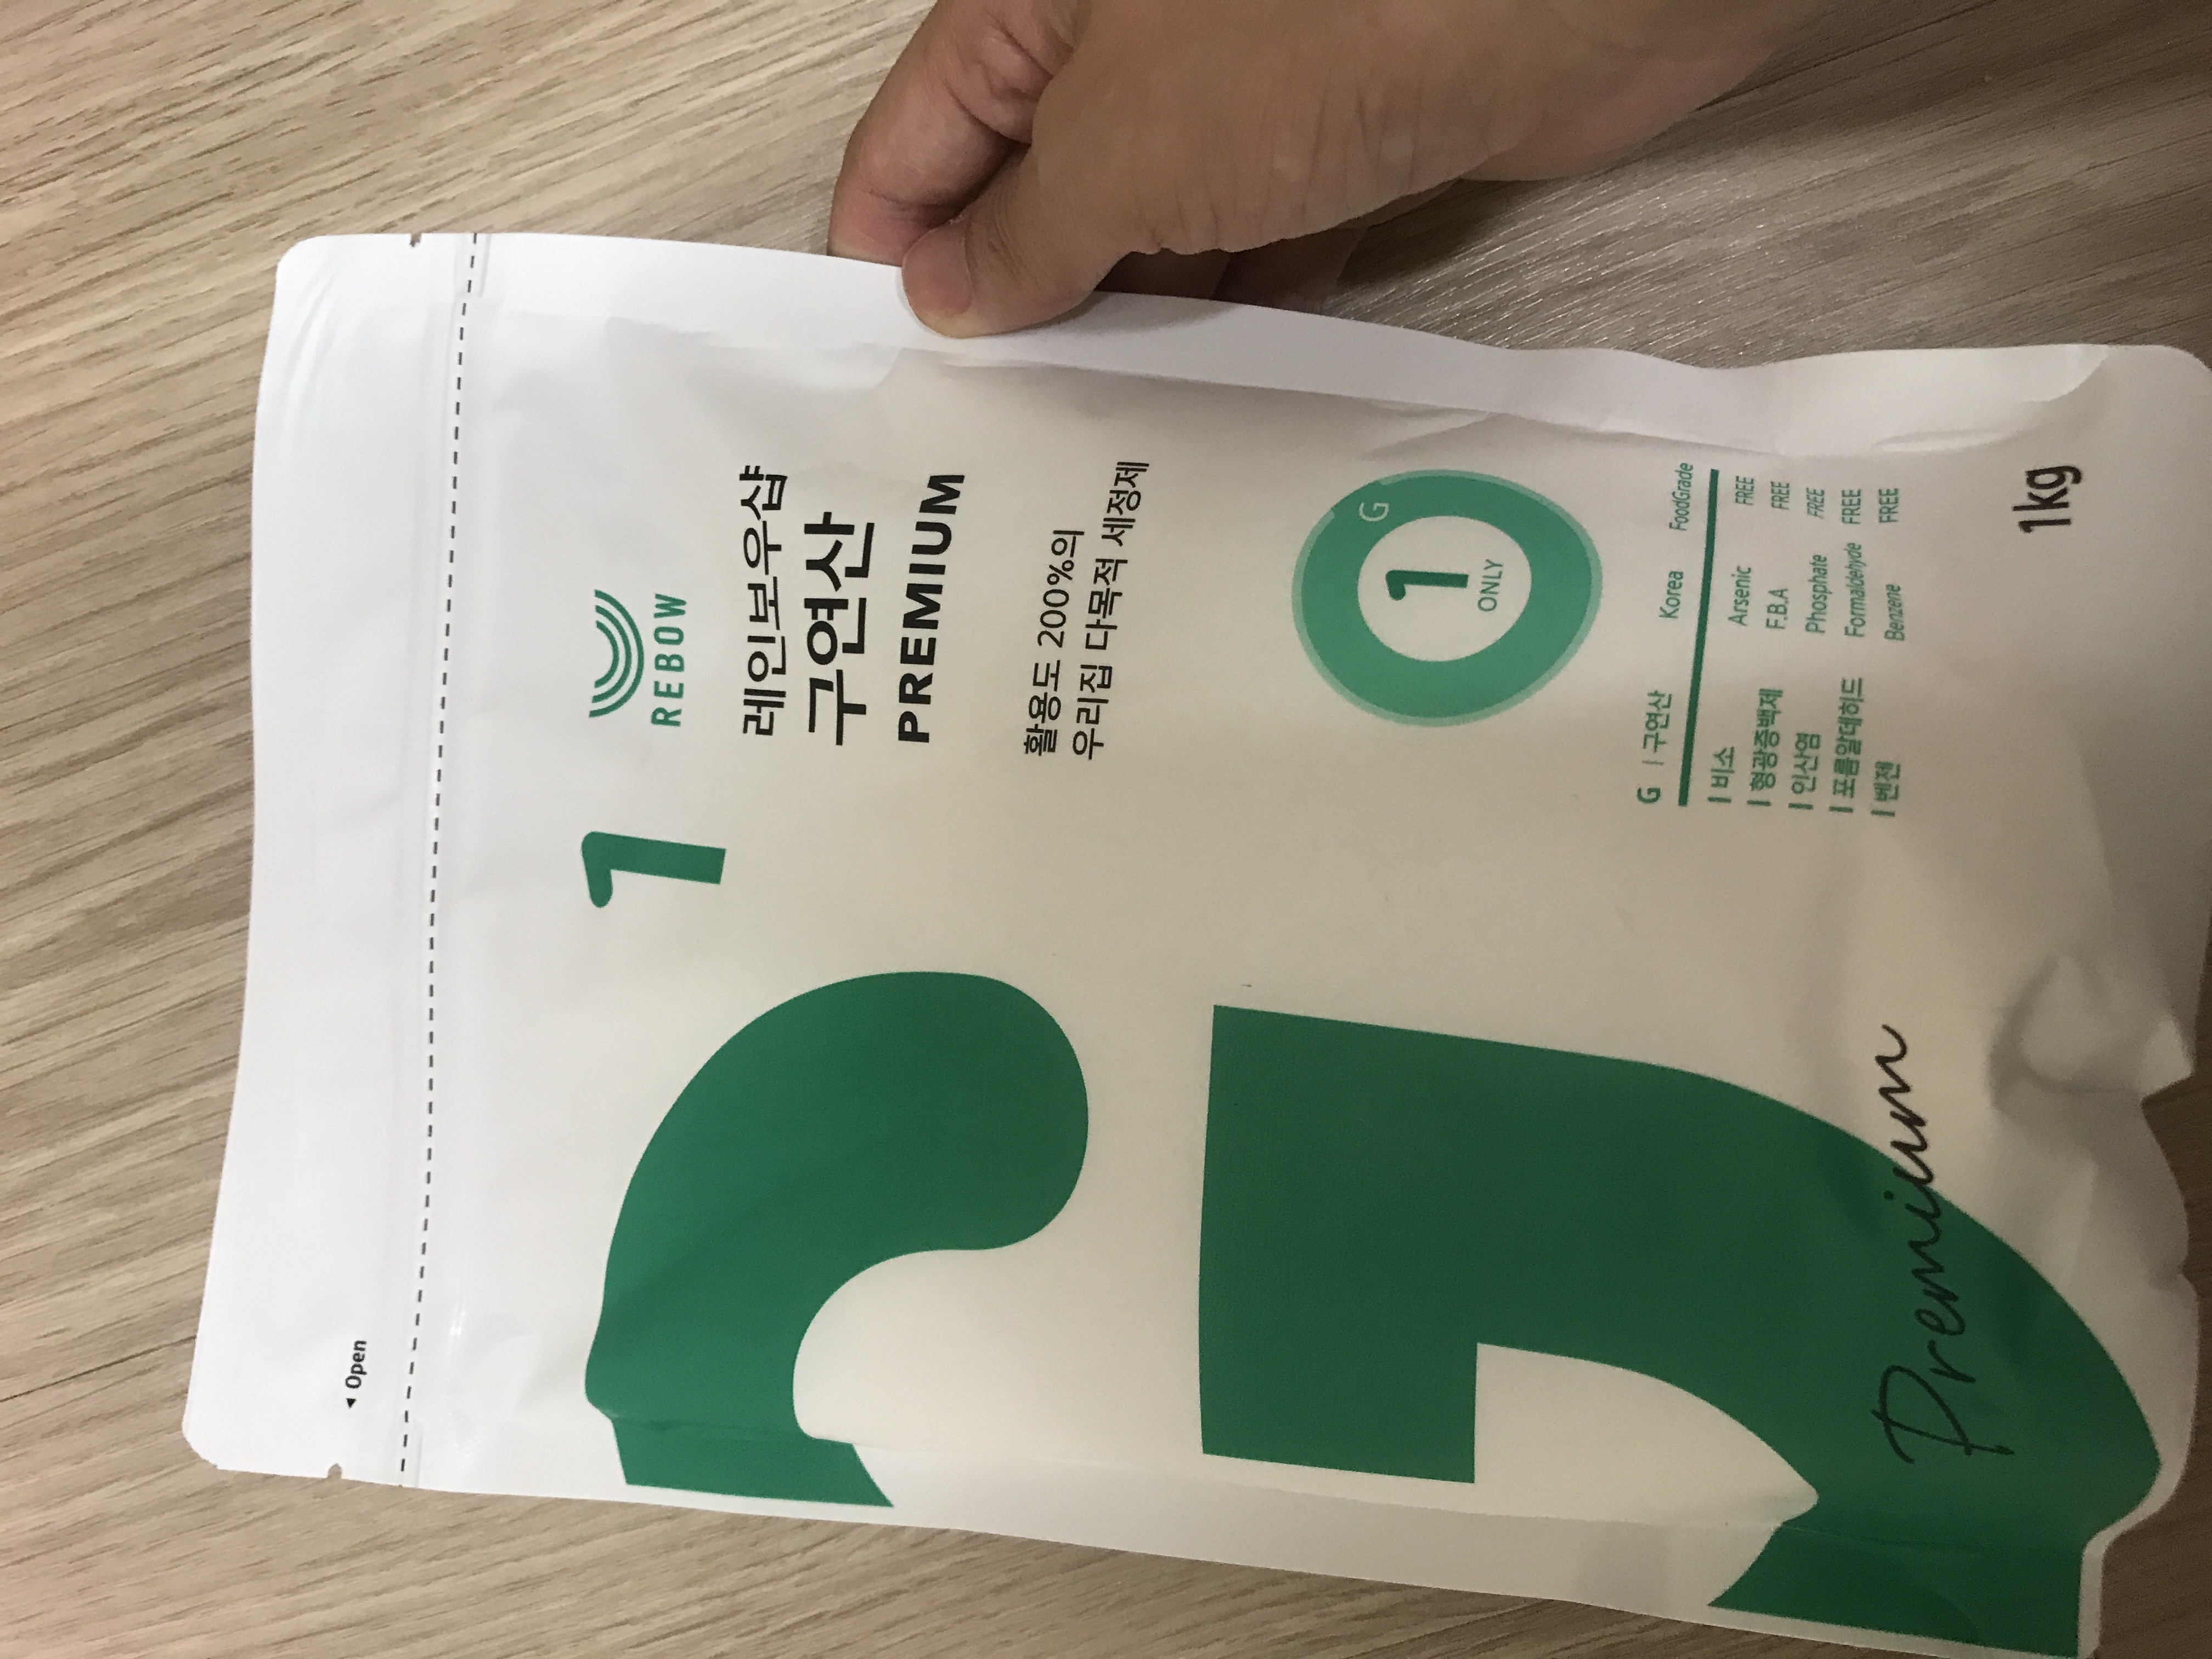 ◄ Open
1
REBOW
레인보우샵
구연산
PREMIUM
활용도 200%의
우리집 다목적 세정제
G
G
1
ONLY
G | 구연산 Korea FoodGrade
| 비소 Arsenic FREE
| 형광증백제 F.B.A FREE
| 인산염 Phosphate FREE
| 포름알데히드 Formaldehyde FREE
| 벤젠 Benzene FREE
Premium
1kg